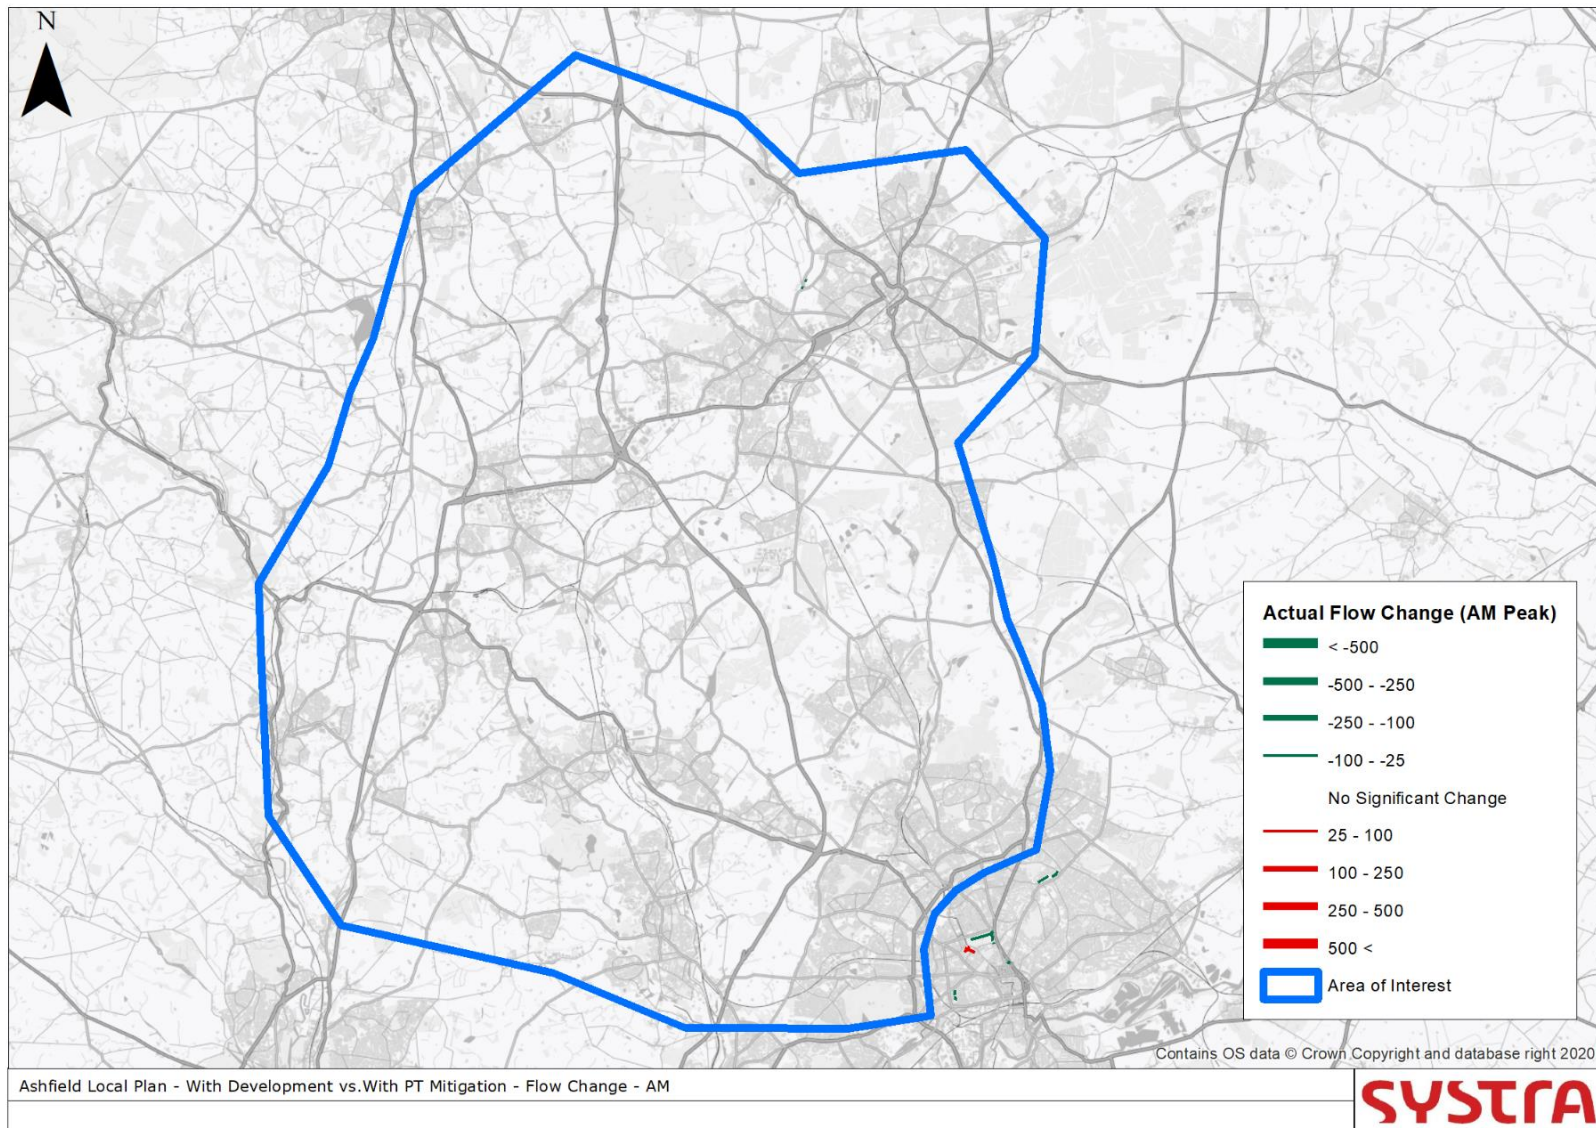 N
Actual Flow Change (AM Peak)
< -500
-500 - -250
-250 - -100
-100 - -25
No Significant Change
25 - 100
100 - 250
250 - 500
500 <
Area of Interest
Contains OS data © Crown Copyright and database right 2020
Ashfield Local Plan - With Development vs.With PT Mitigation - Flow Change - AM
SYSTRA